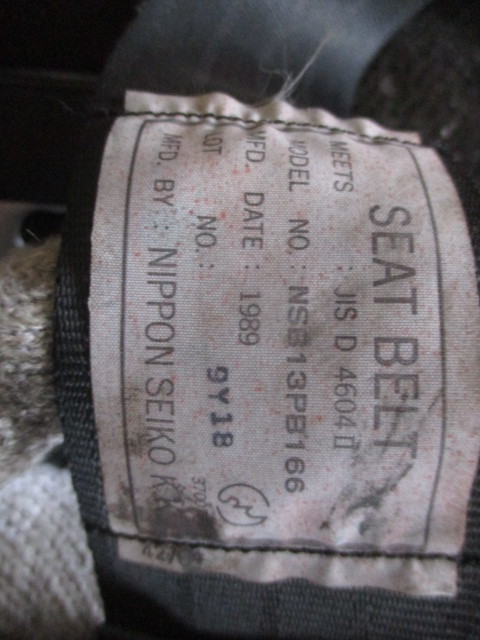 SEAT BELT
MEETS : JIS D 4604 II
MODEL NO. : NSB13PB166
MFD. DATE : 1989
LOT NO. : 9Y18
MFD. BY : NIPPON SEIKO K.K.